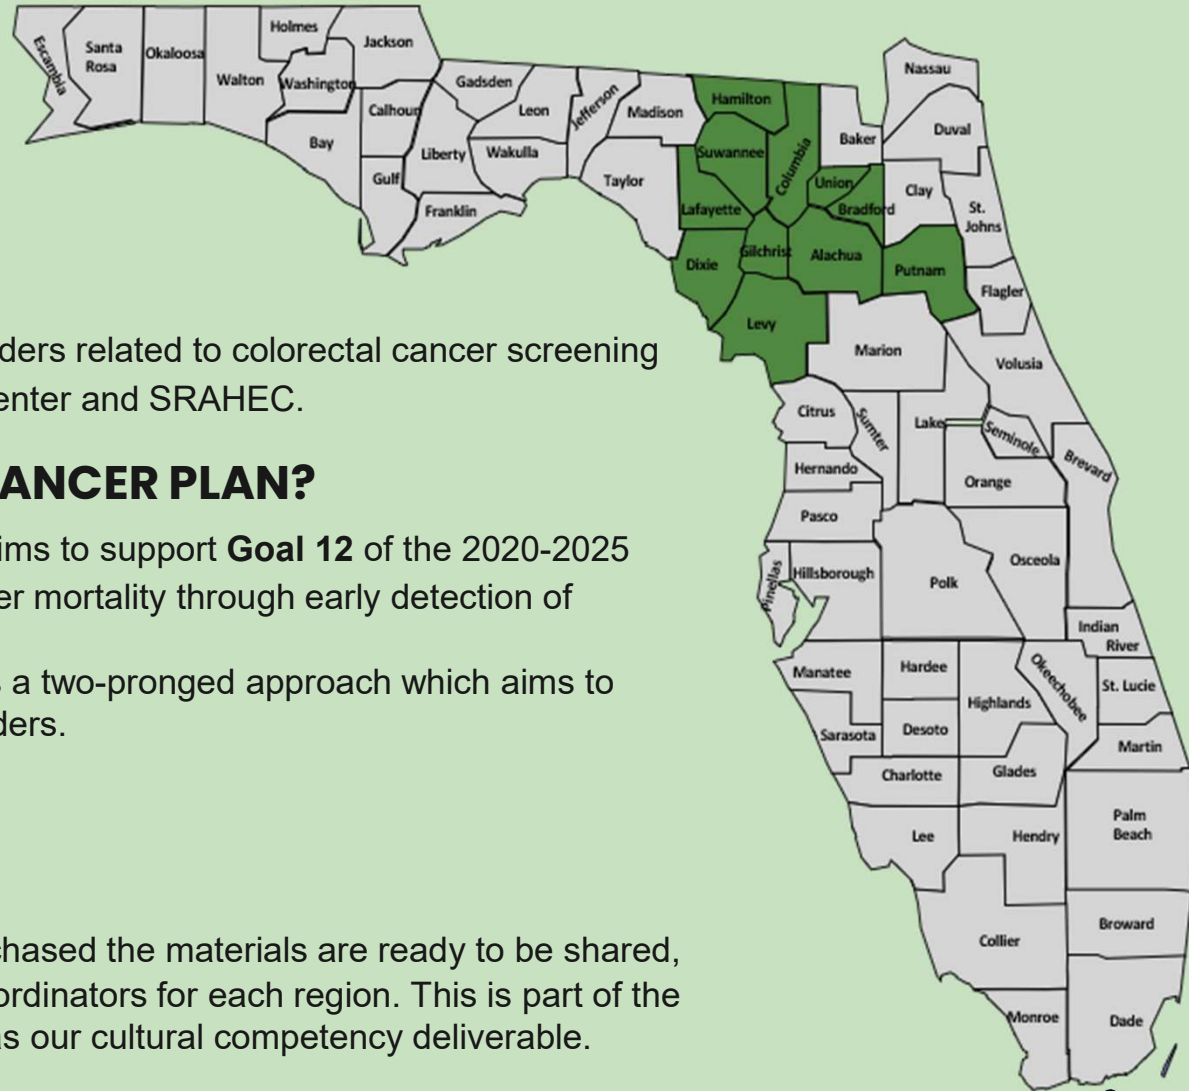 Escambia
Santa
Rosa
Okaloosa
Walton
Holmes
Washington
Jackson
Bay
Calhoun
Gulf
Liberty
Gadsden
Leon
Wakulla
Franklin
Jefferson
Madison
Taylor
Hamilton
Suwannee
Lafayette
Columbia
Dixie
Gilchrist
Union
Bradford
Alachua
Putnam
Levy
Baker
Nassau
Duval
Clay
St.
Johns
Flagler
Marion
Volusia
Citrus
Sumter
Lake
Seminole
Brevard
Hernando
Orange
Pasco
Pinellas
Hillsborough
Polk
Osceola
Indian
River
Manatee
Hardee
Highlands
Okeechobee
St. Lucie
Sarasota
Desoto
Martin
Charlotte
Glades
Lee
Hendry
Palm
Beach
Collier
Broward
Monroe
Dade
ders related to colorectal cancer screening
enter and SRAHEC.
ANCER PLAN?
ims to support Goal 12 of the 2020-2025
er mortality through early detection of
s a two-pronged approach which aims to
ders.
chased the materials are ready to be shared,
ordinators for each region. This is part of the
as our cultural competency deliverable.